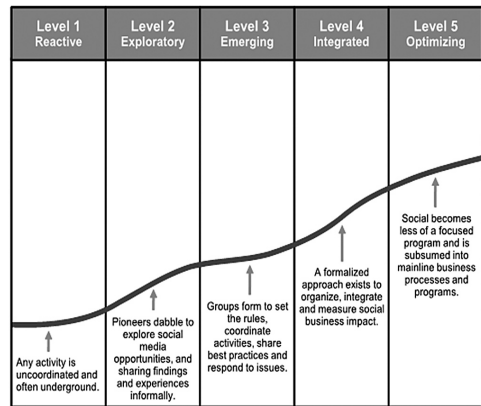 Level 1
Reactive
Level 2
Exploratory
Level 3
Emerging
Level 4
Integrated
Level 5
Optimizing
Any activity is
uncoordinated and
often underground.
Pioneers dabble to
explore social
media
opportunities, and
sharing findings
and experiences
informally.
Groups form to set
the rules,
coordinate
activities, share
best practices and
respond to issues.
A formalized
approach exists to
organize, integrate
and measure social
business impact.
Social becomes
less of a focused
program and is
subsumed into
mainline business
processes and
programs.